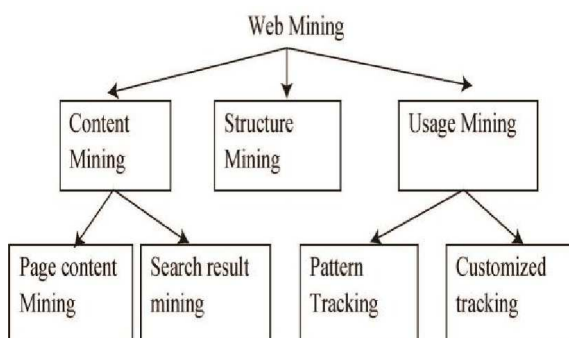 Web Mining
Content
Mining
Structure
Mining
Usage Mining
Page content
Mining
Search result
mining
Pattern
Tracking
Customized
tracking